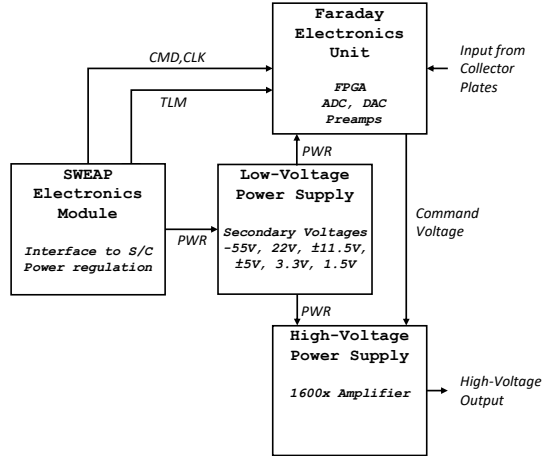 Faraday
Electronics
Unit
FPGA
ADC, DAC
Preamps
CMD,CLK
TLM
Input from
Collector
Plates
PWR
SWEAP
Electronics
Module
Interface to S/C
Power regulation
PWR
Low-Voltage
Power Supply
Secondary Voltages
-55V, 22V, ±11.5V,
±5V, 3.3V, 1.5V
Command
Voltage
PWR
High-Voltage
Power Supply
1600x Amplifier
High-Voltage
Output